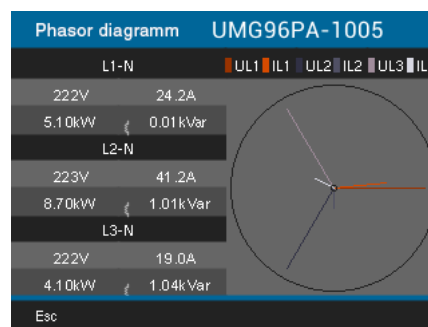 Phasor diagramm UMG96PA-1005
L1-N UL1 IL1 UL2 IL2 UL3 IL
222V 24.2A
5.10kW 0.01kVar
L2-N
223V 41.2A
8.70kW 1.01kVar
L3-N
222V 19.0A
4.10kW 1.04kVar
Esc